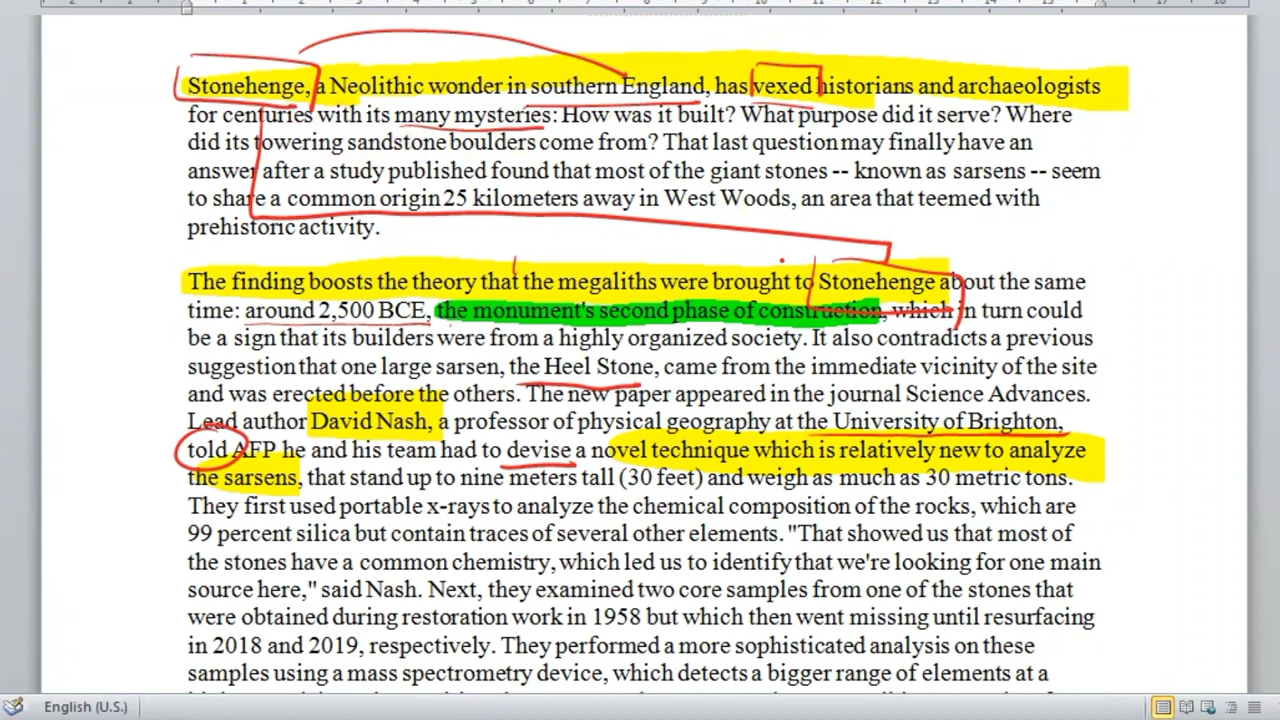 Stonehenge, a Neolithic wonder in southern England, has vexed historians and archaeologists
for centuries with its many mysteries: How was it built? What purpose did it serve? Where
did its towering sandstone boulders come from? That last question may finally have an
answer after a study published found that most of the giant stones -- known as sarsens -- seem
to share a common origin 25 kilometers away in West Woods, an area that teemed with
prehistoric activity.
The finding boosts the theory that the megaliths were brought to Stonehenge about the same
time: around 2,500 BCE, the monument's second phase of construction, which in turn could
be a sign that its builders were from a highly organized society. It also contradicts a previous
suggestion that one large sarsen, the Heel Stone, came from the immediate vicinity of the site
and was erected before the others. The new paper appeared in the journal Science Advances.
Lead author David Nash, a professor of physical geography at the University of Brighton,
told AFP he and his team had to devise a novel technique which is relatively new to analyze
the sarsens, that stand up to nine meters tall (30 feet) and weigh as much as 30 metric tons.
They first used portable x-rays to analyze the chemical composition of the rocks, which are
99 percent silica but contain traces of several other elements. "That showed us that most of
the stones have a common chemistry, which led us to identify that we're looking for one main
source here," said Nash. Next, they examined two core samples from one of the stones that
were obtained during restoration work in 1958 but which then went missing until resurfacing
in 2018 and 2019, respectively. They performed a more sophisticated analysis on these
samples using a mass spectrometry device, which detects a bigger range of elements at a
English (U.S.)